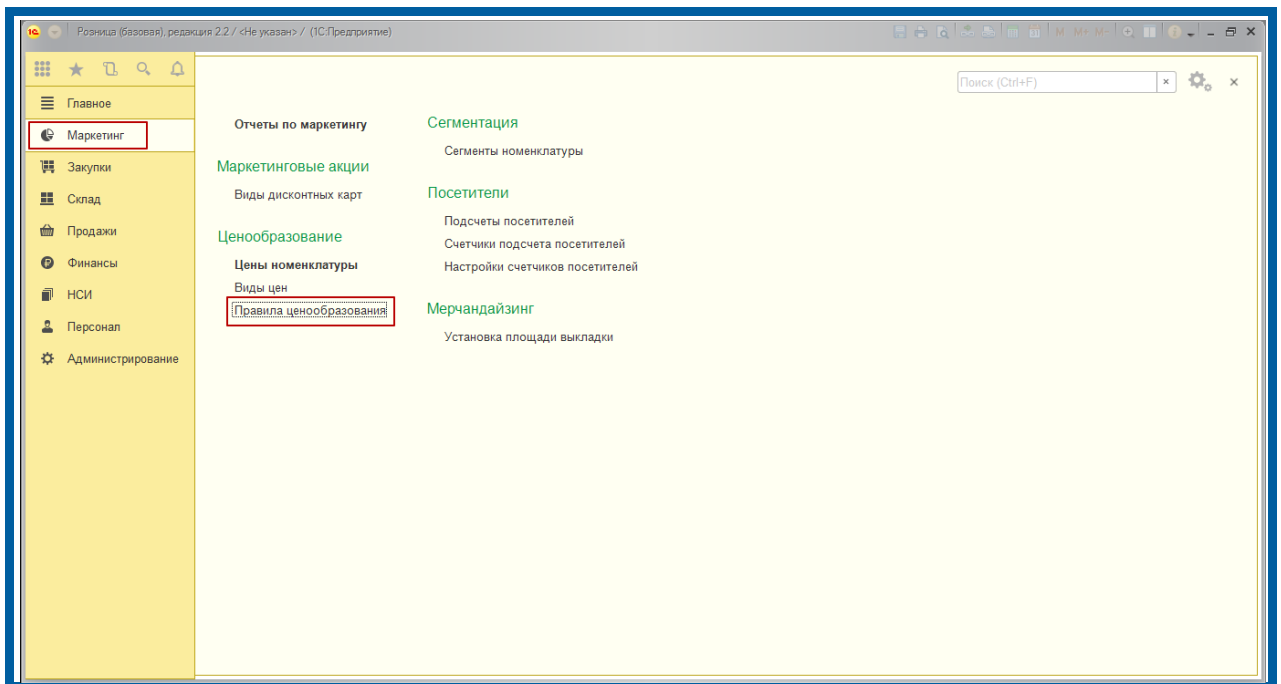 Розница (базовая), редакция 2.2 / <Не указан> / (1С:Предприятие)
M M+ M-
Поиск (Ctrl+F)
Главное
Маркетинг
Закупки
Склад
Продажи
Финансы
НСИ
Персонал
Администрирование
Отчеты по маркетингу
Маркетинговые акции
Виды дисконтных карт
Ценообразование
Цены номенклатуры
Виды цен
Правила ценообразования
Сегментация
Сегменты номенклатуры
Посетители
Подсчеты посетителей
Счетчики подсчета посетителей
Настройки счетчиков посетителей
Мерчандайзинг
Установка площади выкладки